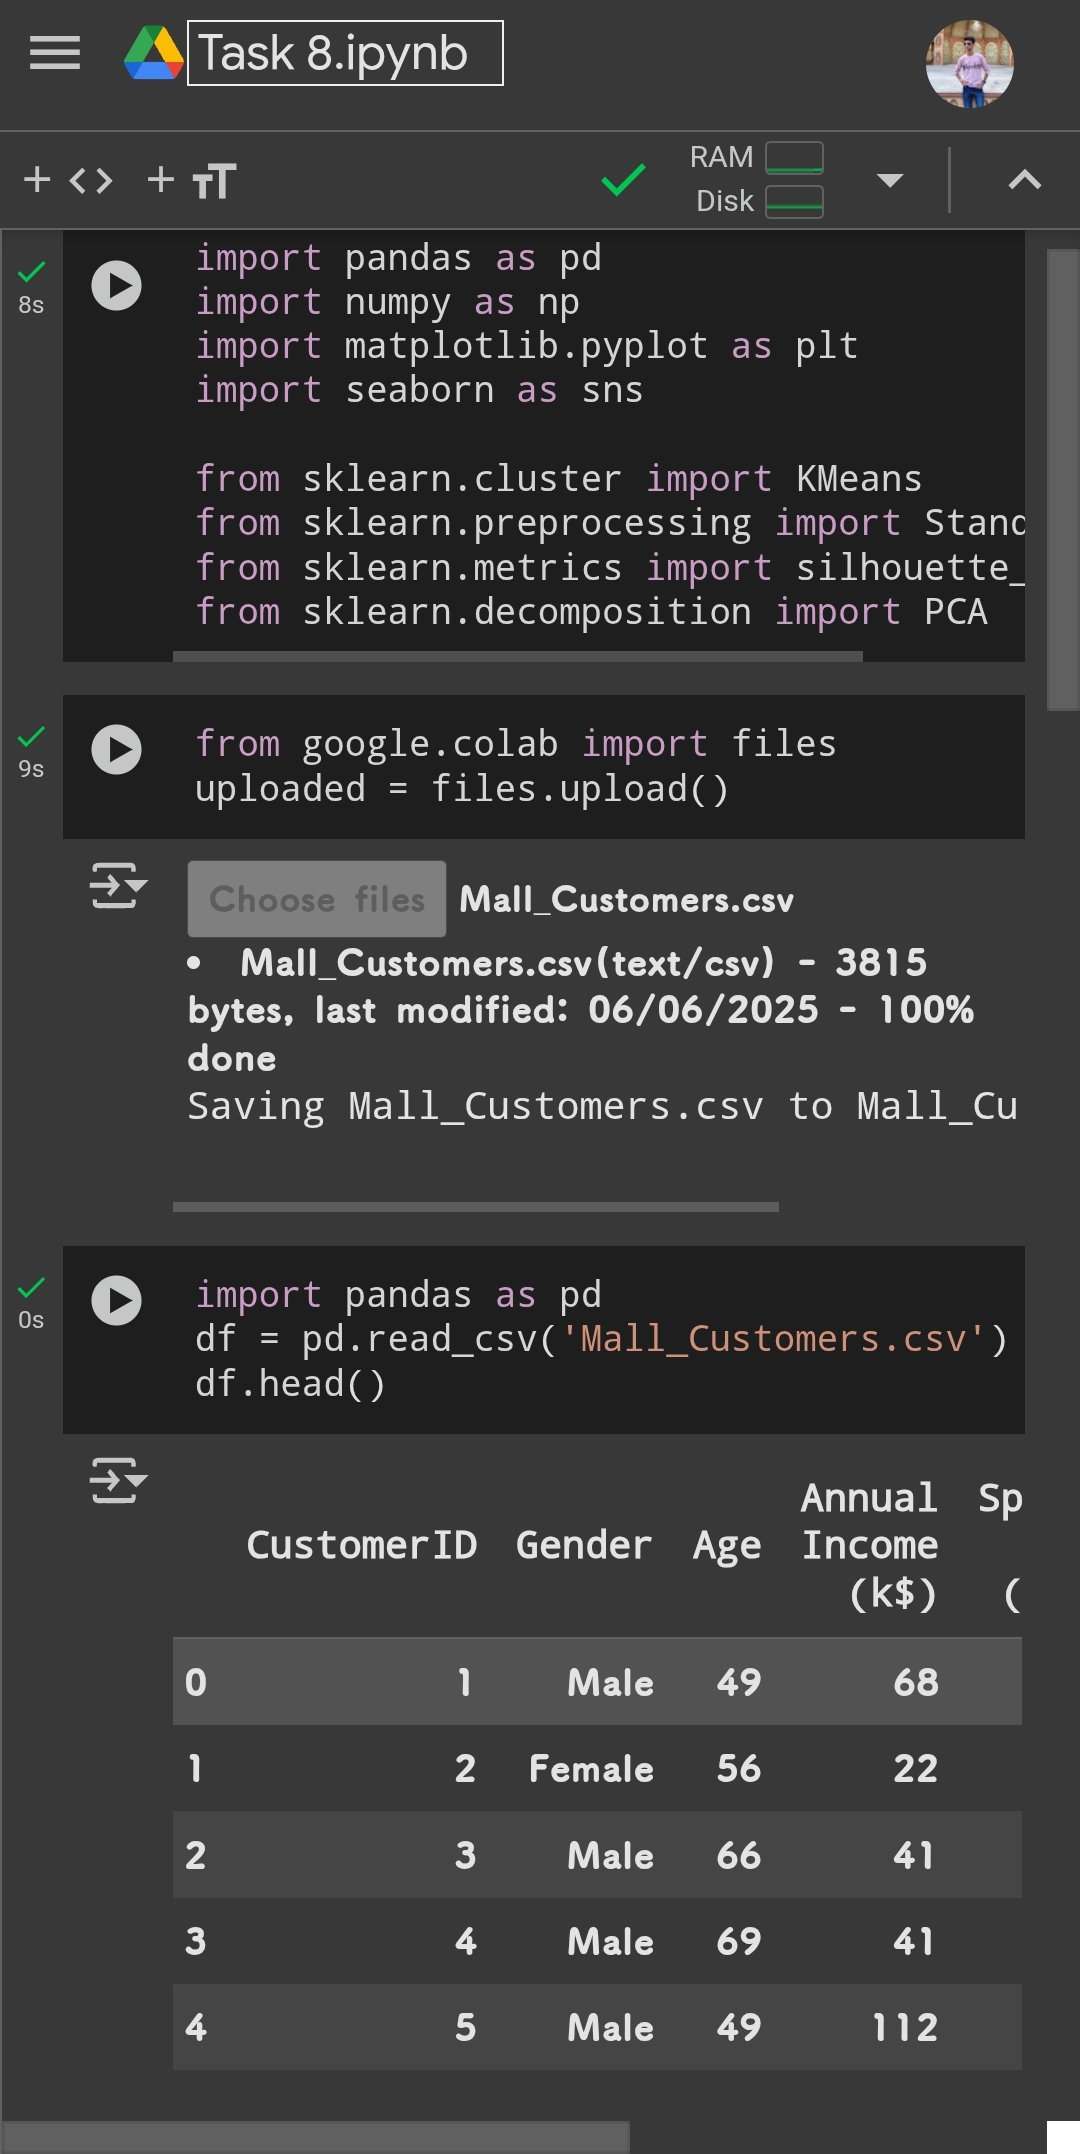 Task 8.ipynb
+ <> + TT
RAM
Disk
8s
import pandas as pd
import numpy as np
import matplotlib.pyplot as plt
import seaborn as sns
from sklearn.cluster import KMeans
from sklearn.preprocessing import Stand
from sklearn.metrics import silhouette_
from sklearn.decomposition import PCA
9s
from google.colab import files
uploaded = files.upload()
Choose files Mall_Customers.csv
• Mall_Customers.csv(text/csv) - 3815
bytes, last modified: 06/06/2025 - 100%
done
Saving Mall_Customers.csv to Mall_Cu
0s
import pandas as pd
df = pd.read_csv('Mall_Customers.csv')
df.head()
CustomerID Gender Age Annual Income (k$) Sp (
0 1 Male 49 68
1 2 Female 56 22
2 3 Male 66 41
3 4 Male 69 41
4 5 Male 49 112